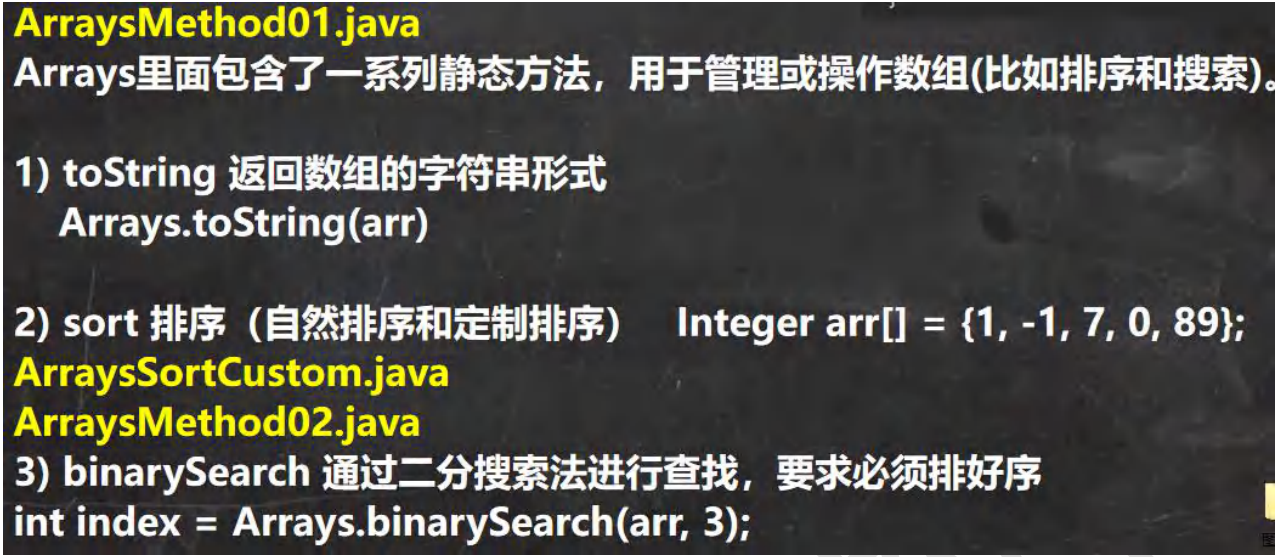 ArraysMethod01.java
Arrays里面包含了一系列静态方法，用于管理或操作数组(比如排序和搜索)。
1) toString 返回数组的字符串形式
Arrays.toString(arr)
2) sort 排序（自然排序和定制排序） Integer arr[] = {1, -1, 7, 0, 89};
ArraysSortCustom.java
ArraysMethod02.java
3) binarySearch 通过二分搜索法进行查找，要求必须排好序
int index = Arrays.binarySearch(arr, 3);